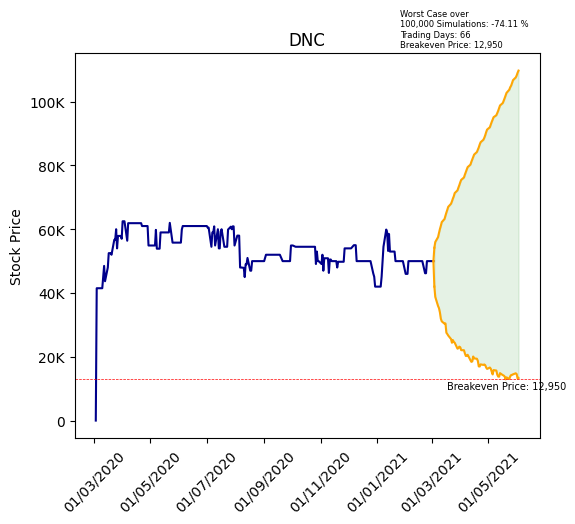 Worst Case over
100,000 Simulations: -74.11 %
Trading Days: 66
Breakeven Price: 12,950
DNC
Stock Price
100K
80K
60K
40K
20K
0
Breakeven Price: 12,950
01/03/2020
01/05/2020
01/07/2020
01/09/2020
01/11/2020
01/01/2021
01/03/2021
01/05/2021